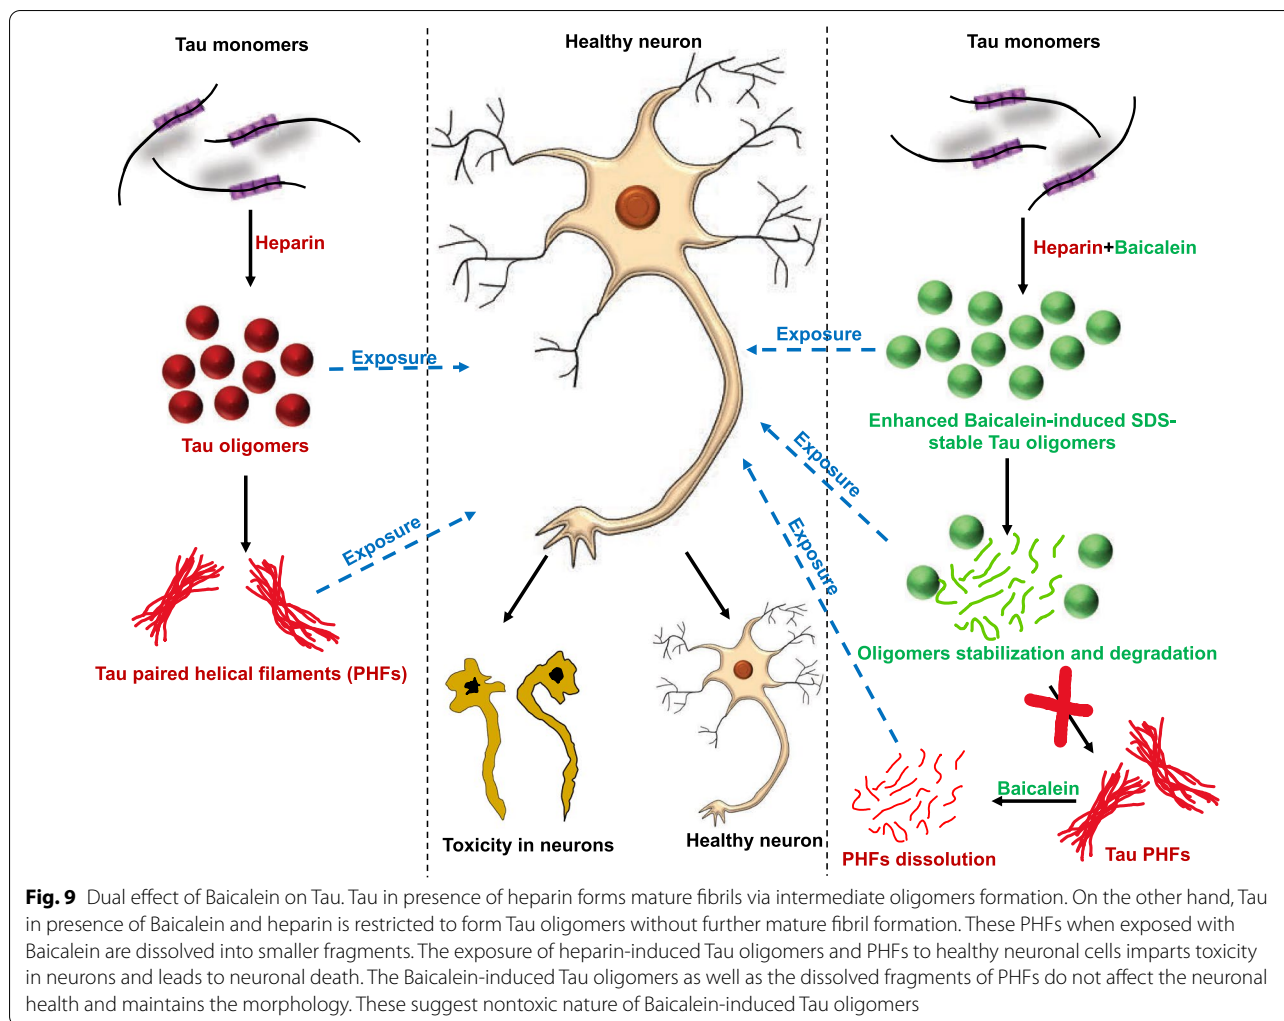 Tau monomers
Heparin
Tau oligomers
Exposure
Tau paired helical filaments (PHFs)
Exposure
Healthy neuron
Toxicity in neurons
Healthy neuron
Tau monomers
Heparin+Baicalein
Exposure
Enhanced Baicalein-induced SDS-
stable Tau oligomers
Exposure
Oligomers stabilization and degradation
Exposure
Baicalein
PHFs dissolution
Tau PHFs
Fig. 9 Dual effect of Baicalein on Tau. Tau in presence of heparin forms mature fibrils via intermediate oligomers formation. On the other hand, Tau
in presence of Baicalein and heparin is restricted to form Tau oligomers without further mature fibril formation. These PHFs when exposed with
Baicalein are dissolved into smaller fragments. The exposure of heparin-induced Tau oligomers and PHFs to healthy neuronal cells imparts toxicity
in neurons and leads to neuronal death. The Baicalein-induced Tau oligomers as well as the dissolved fragments of PHFs do not affect the neuronal
health and maintains the morphology. These suggest nontoxic nature of Baicalein-induced Tau oligomers